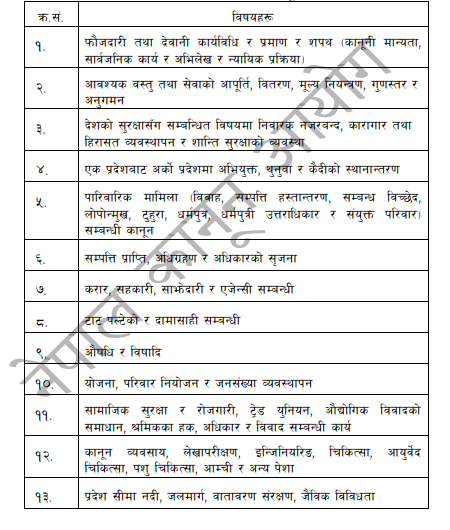 क्र.सं. विषयहरू
१. फौजदारी तथा देवानी कार्यविधि र प्रमाण र शपथ (कानूनी मान्यता,
सार्वजनिक कार्य र अभिलेख र न्यायिक प्रक्रिया)
२. आवश्यक वस्तु तथा सेवाको आपूर्ति, वितरण, मूल्य नियन्त्रण, गुणस्तर र
अनुगमन
३. देशको सुरक्षासँग सम्बन्धित विषयमा निवारक नजरबन्द, कारागार तथा
हिरासत व्यवस्थापन र शान्ति सुरक्षाको व्यवस्था
४. एक प्रदेशबाट अर्को प्रदेशमा अभियुक्त, थुनुवा र कैदीको स्थानान्तरण
५. पारिवारिक मामिला (विवाह, सम्पत्ति हस्तान्तरण, सम्बन्ध विच्छेद,
लोपोन्मुख, टुहुरा, धर्मपुत्र, धर्मपुत्री उत्तराधिकार र संयुक्त परिवार)
सम्बन्धी कानून
६. सम्पत्ति प्राप्ति, अधिग्रहण र अधिकारको सृजना
७. करार, सहकारी, साझेदारी र एजेन्सी सम्बन्धी
८. टाट पल्टेको र दामासाही सम्बन्धी
९. औषधि र विषादि
१०. योजना, परिवार नियोजन र जनसंख्या व्यवस्थापन
११. सामाजिक सुरक्षा र रोजगारी, ट्रेड युनियन, औद्योगिक विवादको
समाधान, श्रमिकका हक, अधिकार र विवाद सम्बन्धी कार्य
१२. कानून व्यवसाय, लेखापरीक्षण, इन्जिनियरिङ, चिकित्सा, आयुर्वेद
चिकित्सा, पशु चिकित्सा, आम्ची र अन्य पेशा
१३. प्रदेश सीमा नदी, जलमार्ग, वातावरण संरक्षण, जैविक विविधता
नेपाल कानून आयोग